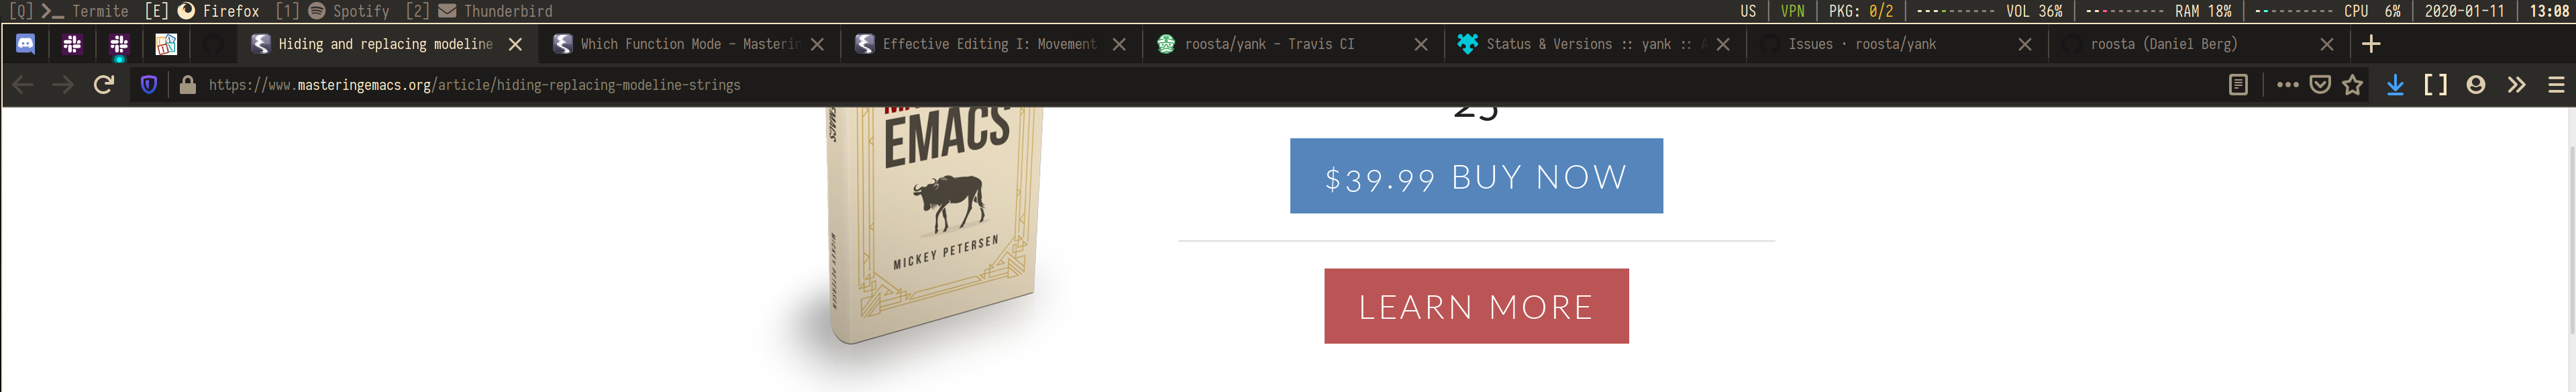 [Q] Termite [E] Firefox [1] Spotify [2] Thunderbird US VPN PKG: 0/2 VOL 36% RAM 18% CPU 6% 2020-01-11 13:08
Hiding and replacing modeline Which Function Mode - Masterin Effective Editing I: Movement roosta/yank - Travis CI Status & Versions :: yank :: Issues · roosta/yank roosta (Daniel Berg)
https://www.masteringemacs.org/article/hiding-replacing-modeline-strings
EMACS
25
$39.99 BUY NOW
MICKEY PETERSEN
MICKEY PETERSEN
LEARN MORE